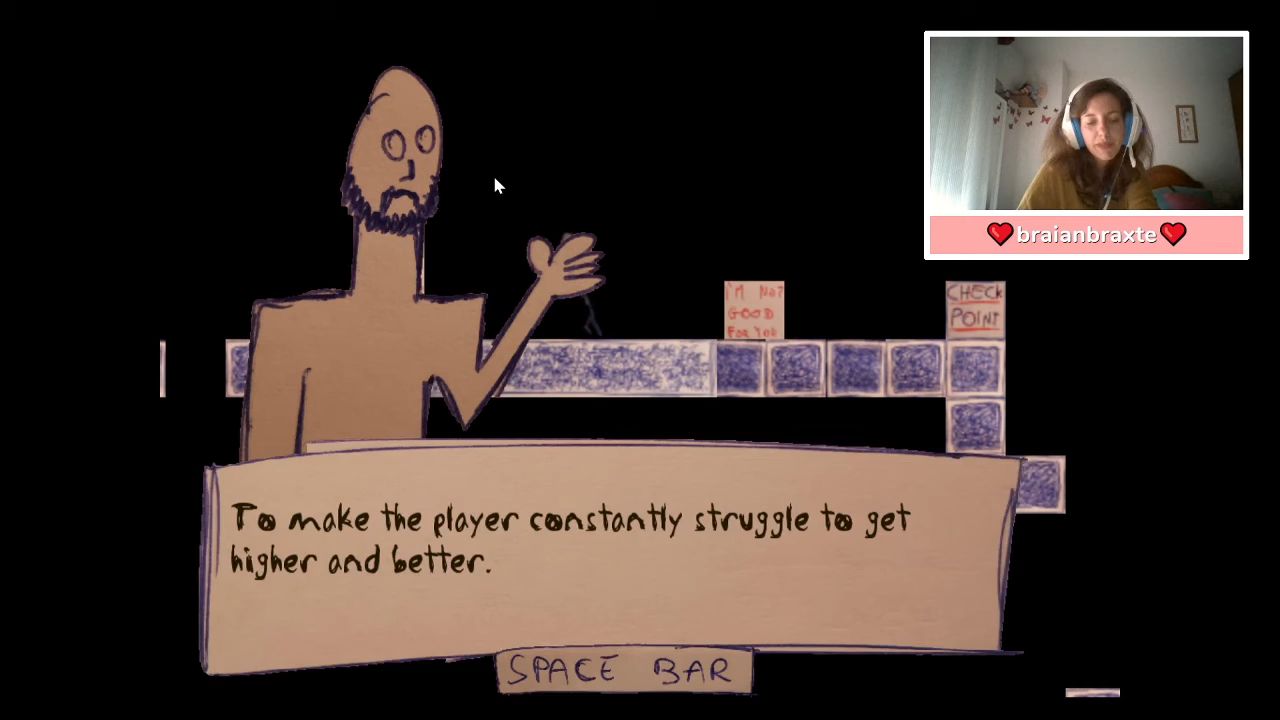 ❤️braianbraxte❤️
I'M NOT
GOOD
FOR YOU
CHECK
POINT
To make the player constantly struggle to get
higher and better.
SPACE BAR